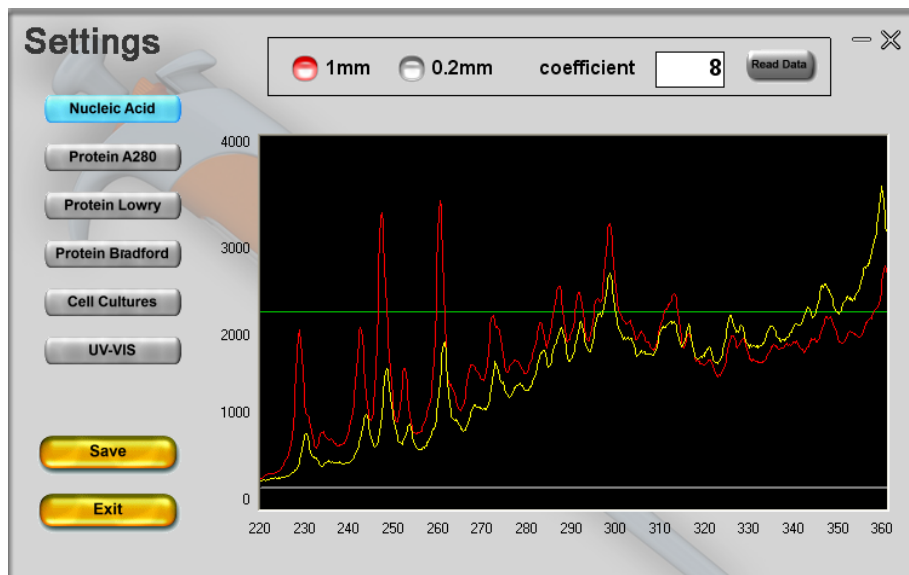 Settings
1mm 0.2mm coefficient 8 Read Data
Nucleic Acid
Protein A280
Protein Lowry
Protein Bradford
Cell Cultures
UV-VIS
Save
Exit
4000
3000
2000
1000
0
220 230 240 250 260 270 280 290 300 310 320 330 340 350 360